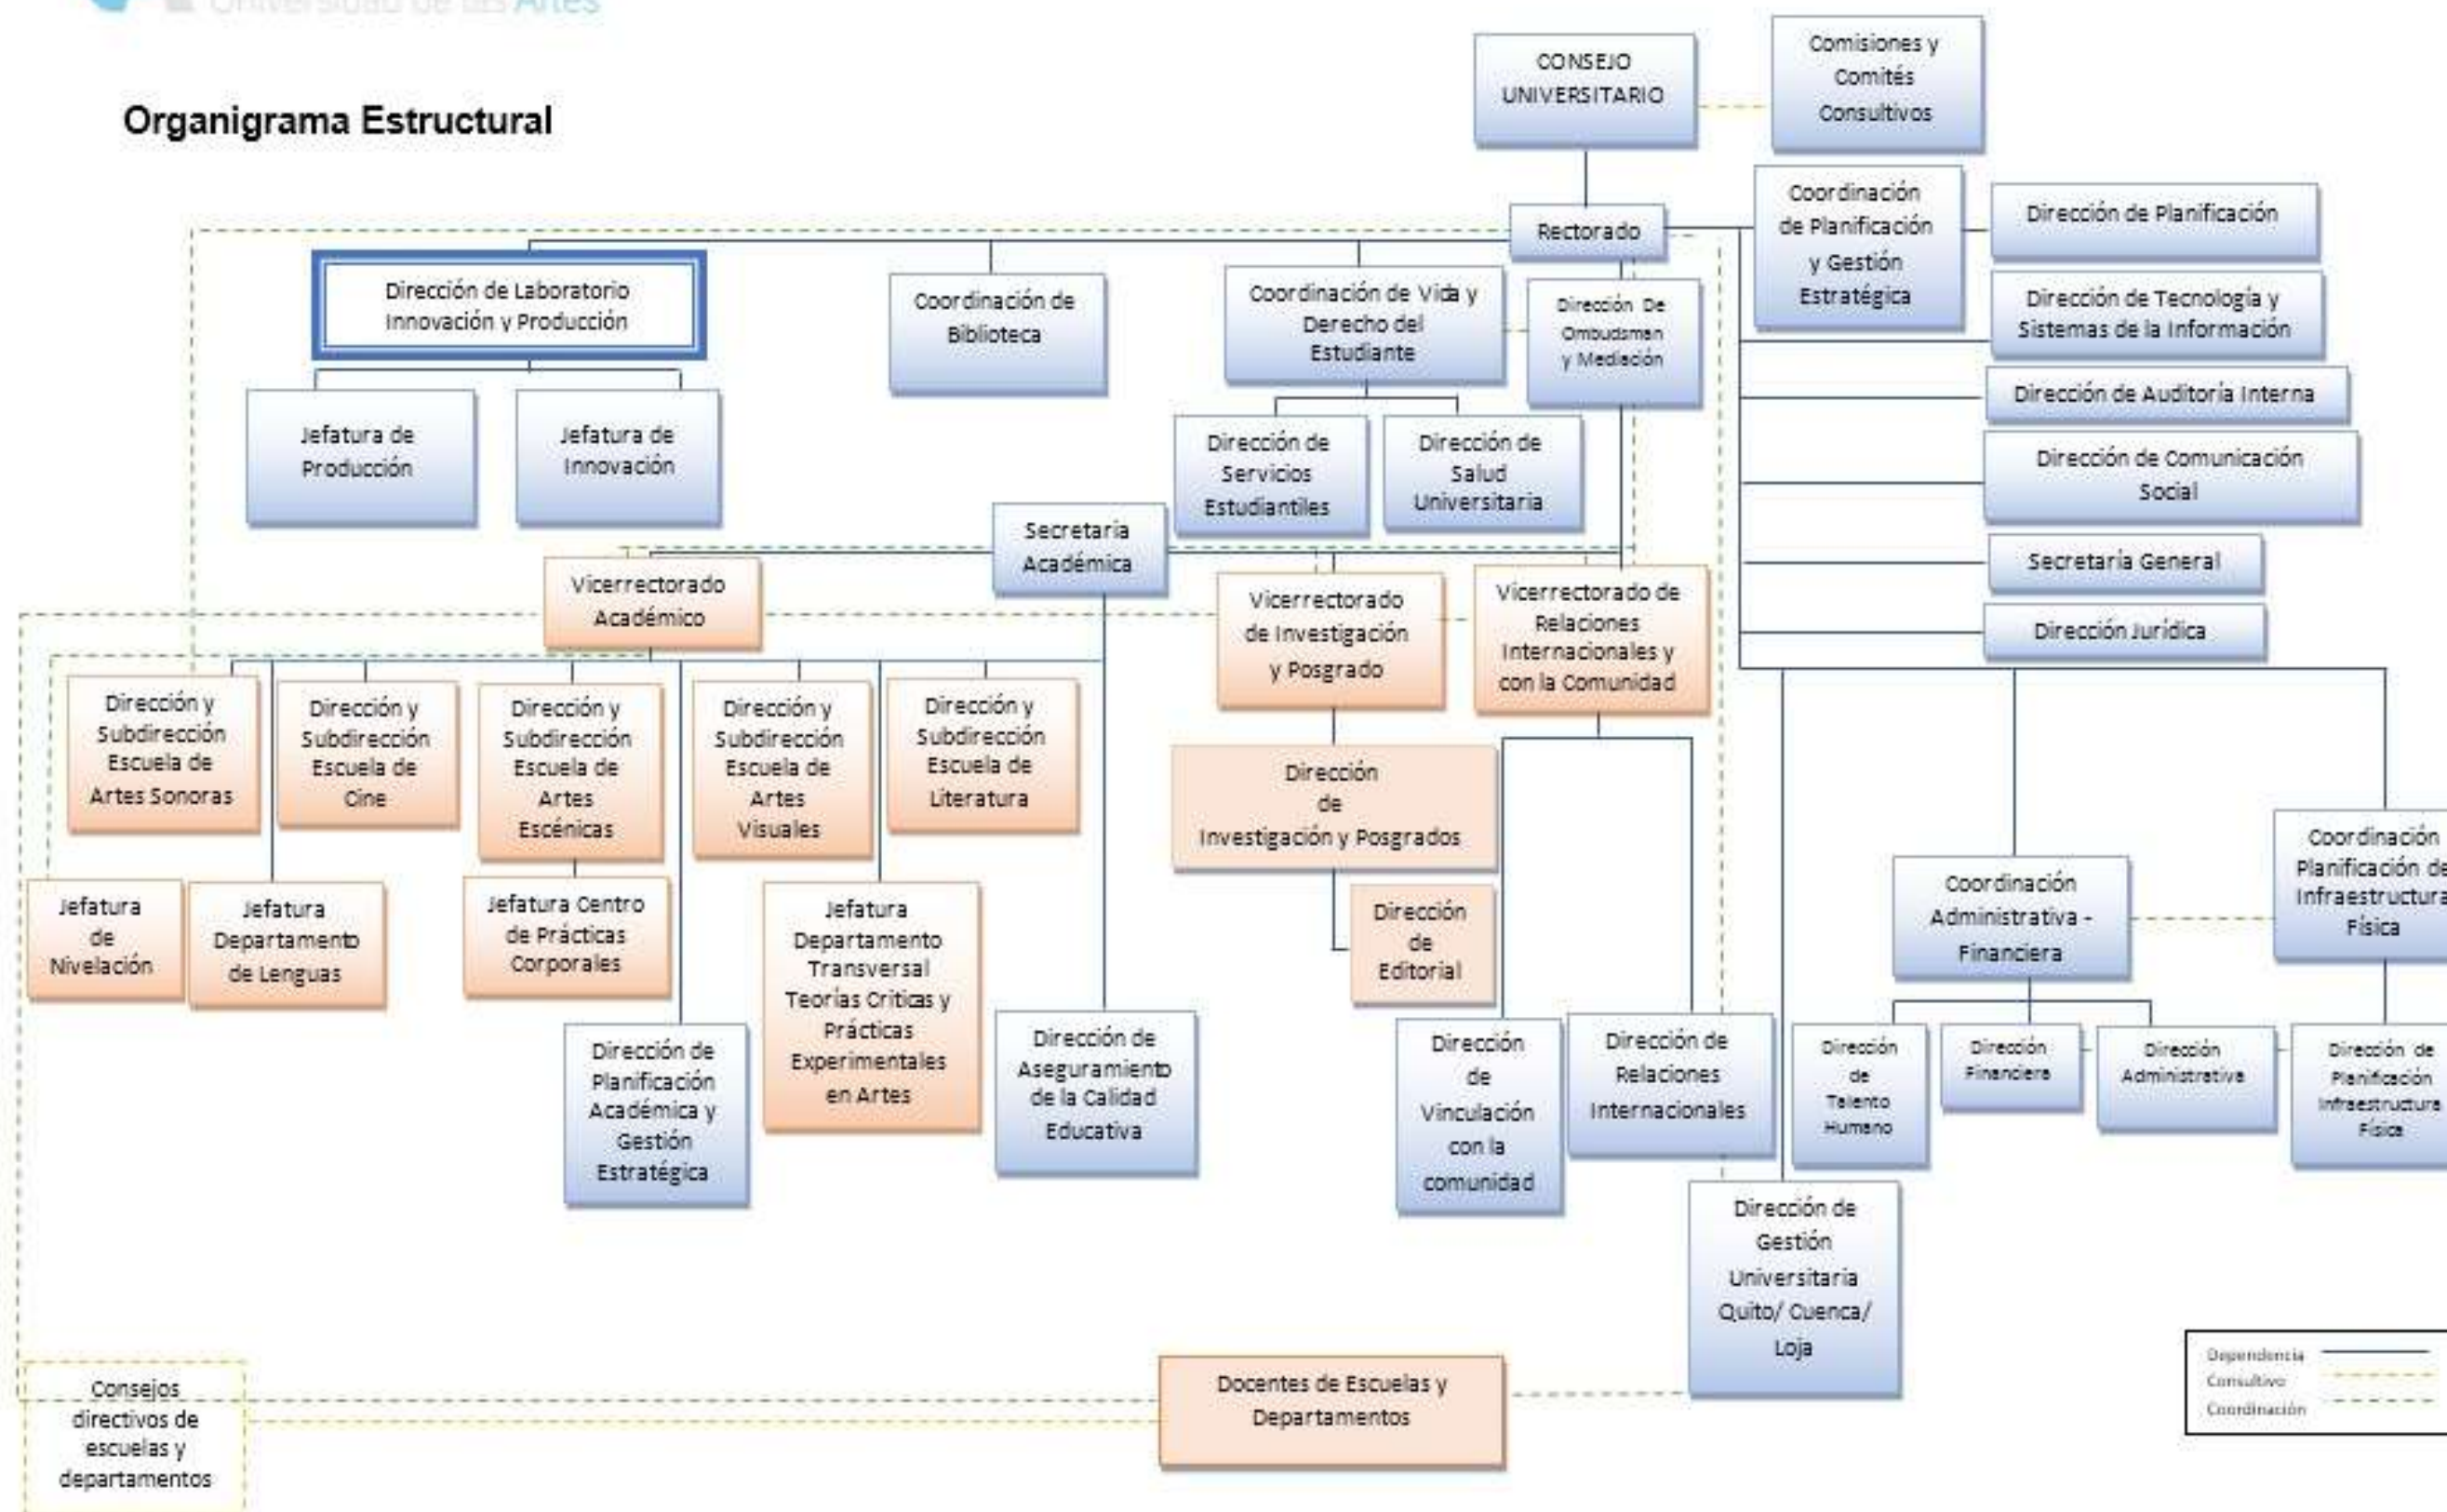 Universidad de las Artes
Organigrama Estructural
CONSEJO
UNIVERSITARIO
Comisiones y
Comités
Consultivos
Rectorado
Coordinación
de Planificación
y Gestión
Estratégica
Dirección de Planificación
Dirección de Tecnología y
Sistemas de la Información
Dirección de Auditoría Interna
Dirección de Comunicación
Social
Secretaría General
Dirección Jurídica
Dirección de Laboratorio
Innovación y Producción
Coordinación de
Biblioteca
Coordinación de Vida y
Derecho del
Estudiante
Dirección De
Ombudsman
y Mediación
Jefatura de
Producción
Jefatura de
Innovación
Dirección de
Servicios
Estudiantiles
Dirección de
Salud
Universitaria
Secretaria
Académica
Vicerrectorado
Académico
Vicerrectorado
de Investigación
y Posgrado
Vicerrectorado de
Relaciones
Internacionales y
con la Comunidad
Dirección y
Subdirección
Escuela de
Artes Sonoras
Dirección y
Subdirección
Escuela de
Cine
Dirección y
Subdirección
Escuela de
Artes
Escénicas
Dirección y
Subdirección
Escuela de
Artes
Visuales
Dirección y
Subdirección
Escuela de
Literatura
Dirección
de
Investigación y Posgrados
Dirección
de
Editorial
Jefatura
de
Nivelación
Jefatura
Departamento
de Lenguas
Jefatura Centro
de Prácticas
Corporales
Jefatura
Departamento
Transversal
Teorías Criticas y
Prácticas
Experimentales
en Artes
Dirección de
Planificación
Académica y
Gestión
Estratégica
Dirección de
Aseguramiento
de la Calidad
Educativa
Dirección
de
Vinculación
con la
comunidad
Dirección de
Relaciones
Internacionales
Coordinación
Administrativa -
Financiera
Coordinación
Planificación de
Infraestructura
Física
Dirección
de
Talento
Humano
Dirección
Financiera
Dirección
Administrativa
Dirección de
Planificación
Infraestructura
Física
Dirección de
Gestión
Universitaria
Quito/ Cuenca/
Loja
Consejos
directivos de
escuelas y
departamentos
Docentes de Escuelas y
Departamentos
Dependencia
Consultivo
Coordinación